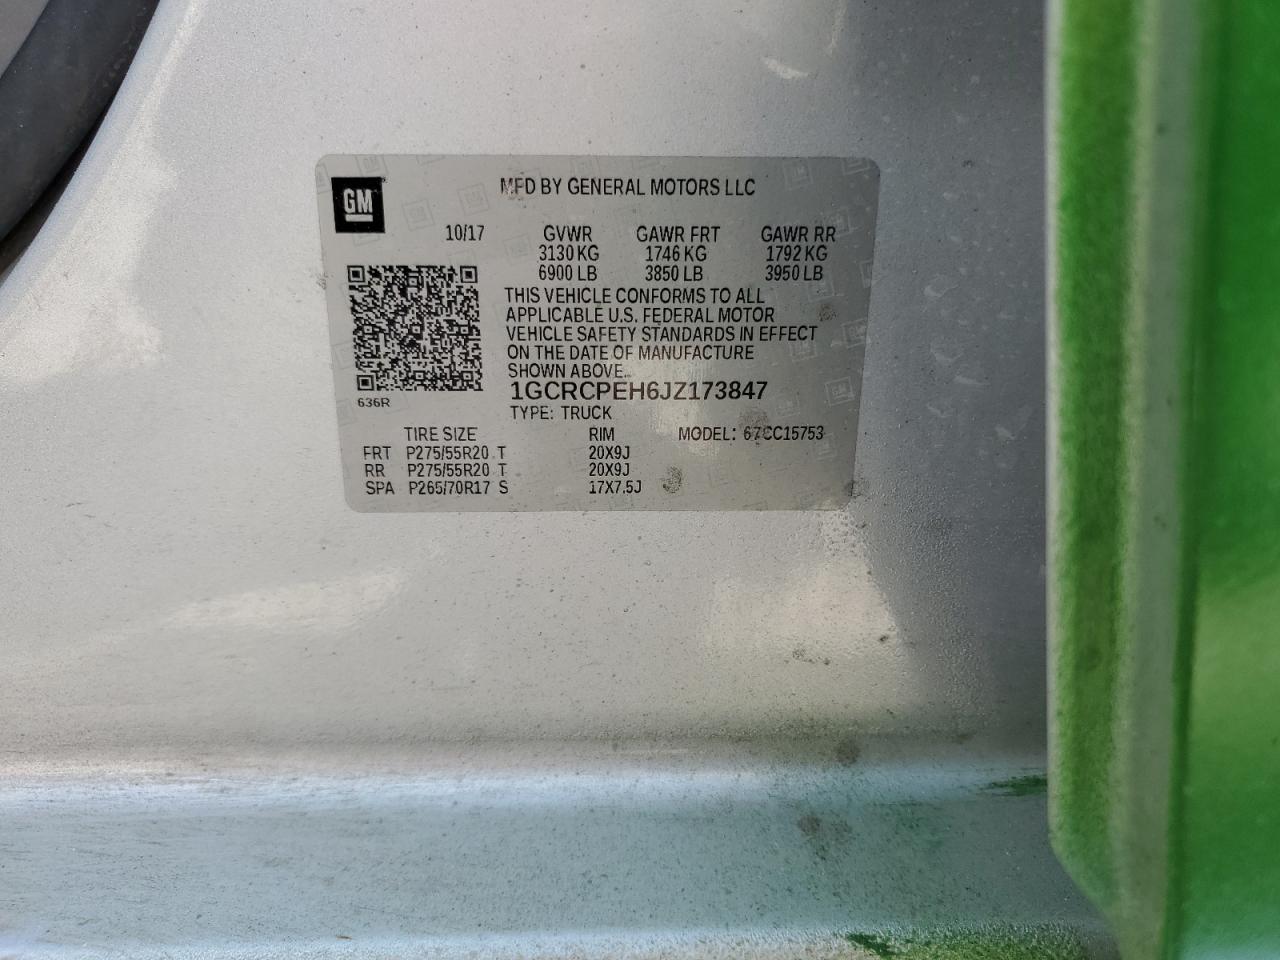 GM
MFD BY GENERAL MOTORS LLC
10/17 GVWR GAWR FRT GAWR RR
3130 KG 1746 KG 1792 KG
6900 LB 3850 LB 3950 LB
THIS VEHICLE CONFORMS TO ALL
APPLICABLE U.S. FEDERAL MOTOR
VEHICLE SAFETY STANDARDS IN EFFECT
ON THE DATE OF MANUFACTURE
SHOWN ABOVE.
1GCRCPEH6JZ173847
636R
TYPE: TRUCK
TIRE SIZE RIM MODEL:
FRT P275/55R20 T 20X9J
RR P275/55R20 T 20X9J
SPA P265/70R17 S 17X7.5J